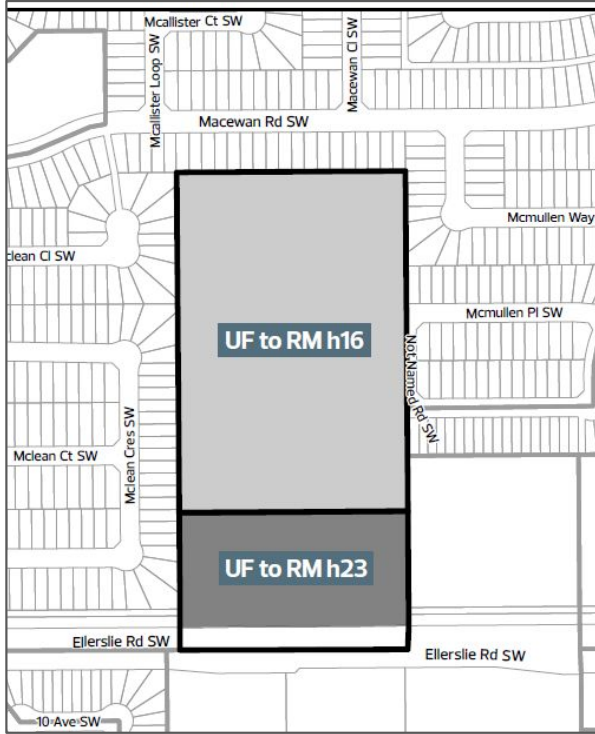 Mcallister Ct SW
Mcallister Loop SW
Macewan Cl SW
Macewan Rd SW
Mcmullen Way
clean Cl SW
Mcmullen Pl SW
UF to RM h16
Not Named Rd SW
Mclean Cres SW
Mclean Ct SW
UF to RM h23
Ellerslie Rd SW
Ellerslie Rd SW
10 Ave SW